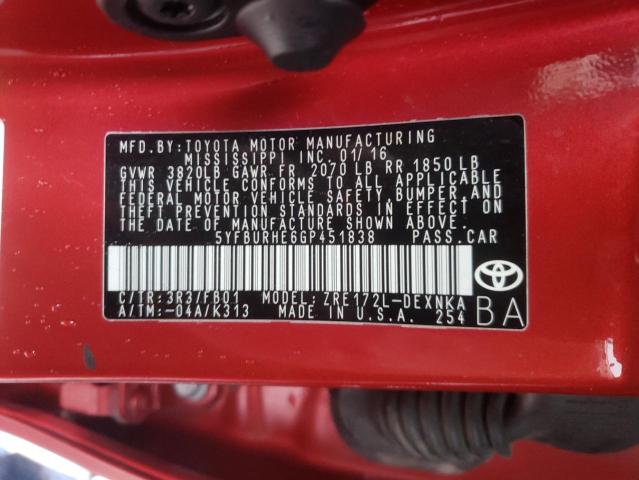 MFD. BY: TOYOTA MOTOR MANUFACTURING
MISSISSIPPI INC. 01/16
GVWR 3820LB GAWR FR 2070 LB RR 1850 LB
THIS VEHICLE CONFORMS TO ALL APPLICABLE
FEDERAL MOTOR VEHICLE SAFETY, BUMPER, AND
THEFT PREVENTION STANDARDS IN EFFECT ON
THE DATE OF MANUFACTURE SHOWN ABOVE.
5YFBURHE6GP451838 PASS. CAR
C/TR: 3R3/FB01 MODEL: ZRE172L-DEXNKA
A/TM:-04A/K313 MADE IN U.S.A. 254 BA